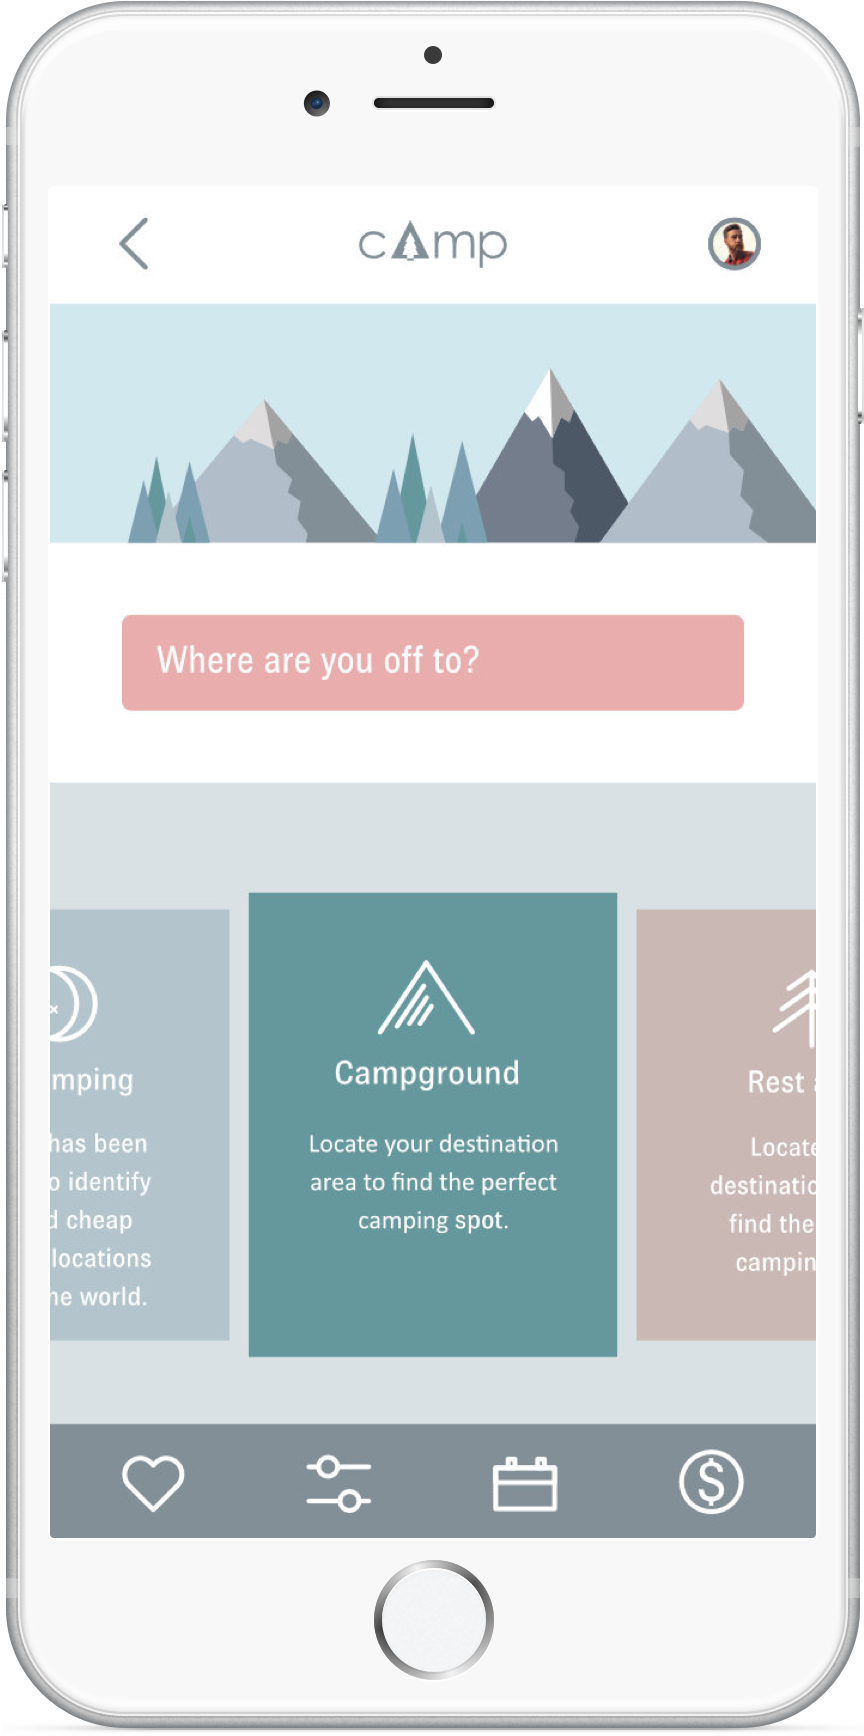 cAmp
Where are you off to?
mping
has been
identify
cheap
locations
world.
Campground
Locate your destination
area to find the perfect
camping spot.
Rest
Locate
destinatio
find the
campin